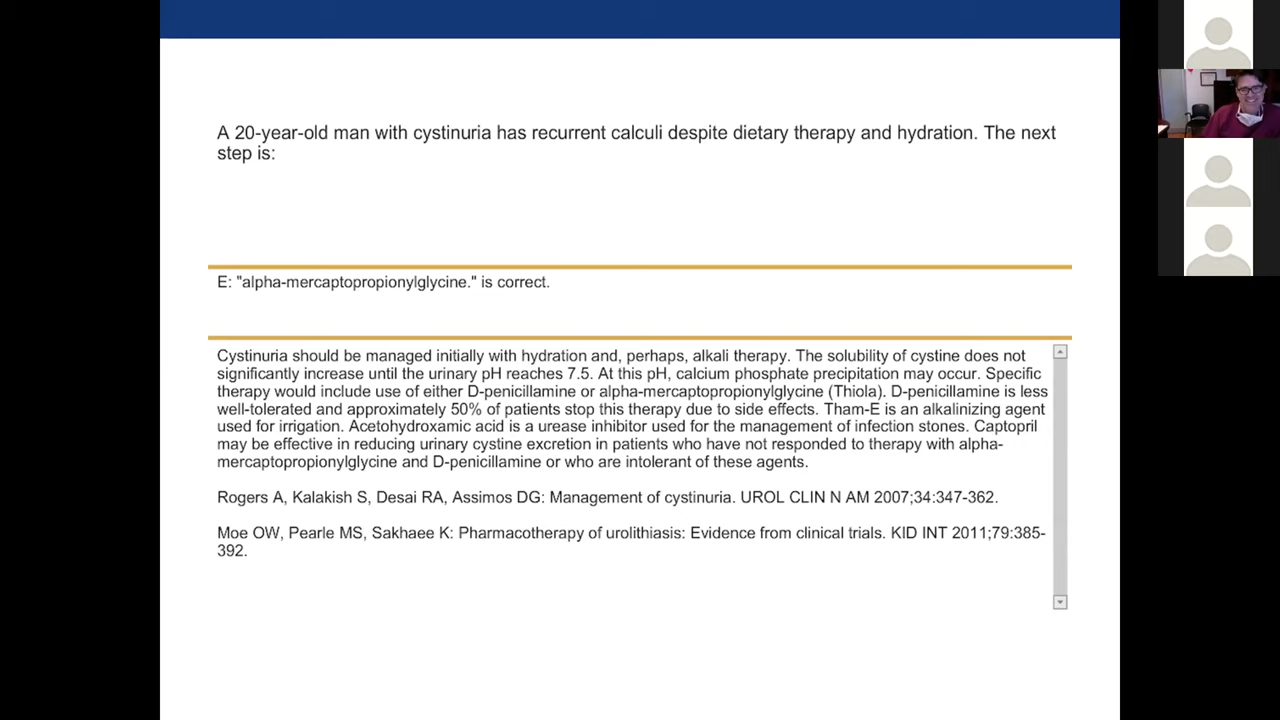 A 20-year-old man with cystinuria has recurrent calculi despite dietary therapy and hydration. The next
step is:
E: "alpha-mercaptopropionylglycine." is correct.
Cystinuria should be managed initially with hydration and, perhaps, alkali therapy. The solubility of cystine does not
significantly increase until the urinary pH reaches 7.5. At this pH, calcium phosphate precipitation may occur. Specific
therapy would include use of either D-penicillamine or alpha-mercaptopropionylglycine (Thiola). D-penicillamine is less
well-tolerated and approximately 50% of patients stop this therapy due to side effects. Tham-E is an alkalinizing agent
used for irrigation. Acetohydroxamic acid is a urease inhibitor used for the management of infection stones. Captopril
may be effective in reducing urinary cystine excretion in patients who have not responded to therapy with alpha-
mercaptopropionylglycine and D-penicillamine or who are intolerant of these agents.
Rogers A, Kalakish S, Desai RA, Assimos DG: Management of cystinuria. UROL CLIN N AM 2007;34:347-362.
Moe OW, Pearle MS, Sakhaee K: Pharmacotherapy of urolithiasis: Evidence from clinical trials. KID INT 2011;79:385-
392.